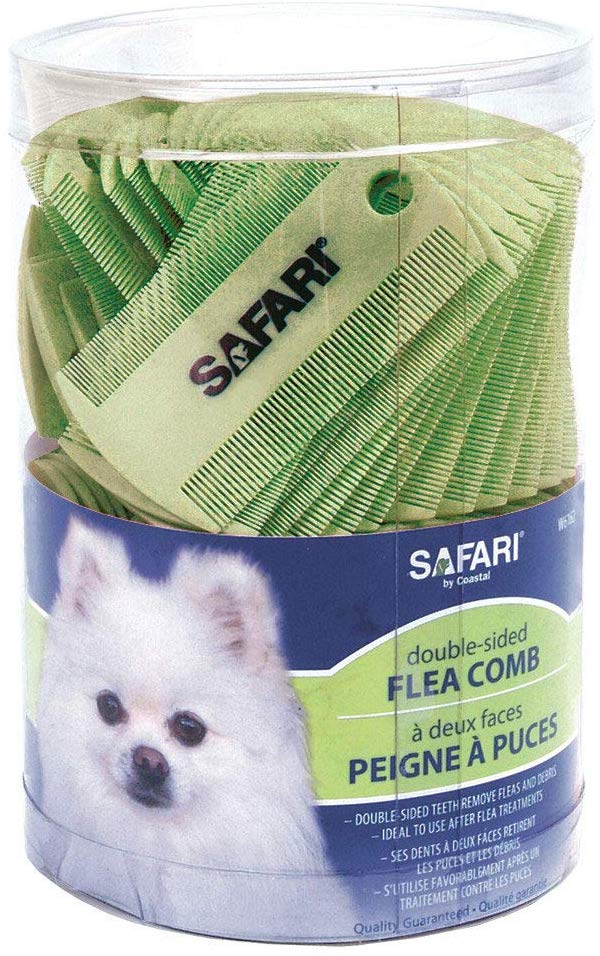 SAFARI®
W6162
SAFARI®
by Coastal
double-sided
FLEA COMB
à deux faces
PEIGNE À PUCES
– DOUBLE-SIDED TEETH REMOVE FLEAS AND DEBRIS
– IDEAL TO USE AFTER FLEA TREATMENTS
– SES DENTS À DEUX FACES RETIRENT
LES PUCES ET LES DÉBRIS
– S'UTILISE FAVORABLEMENT APRÈS UN
TRAITEMENT CONTRE LES PUCES
Quality Guaranteed • Qualité garantie